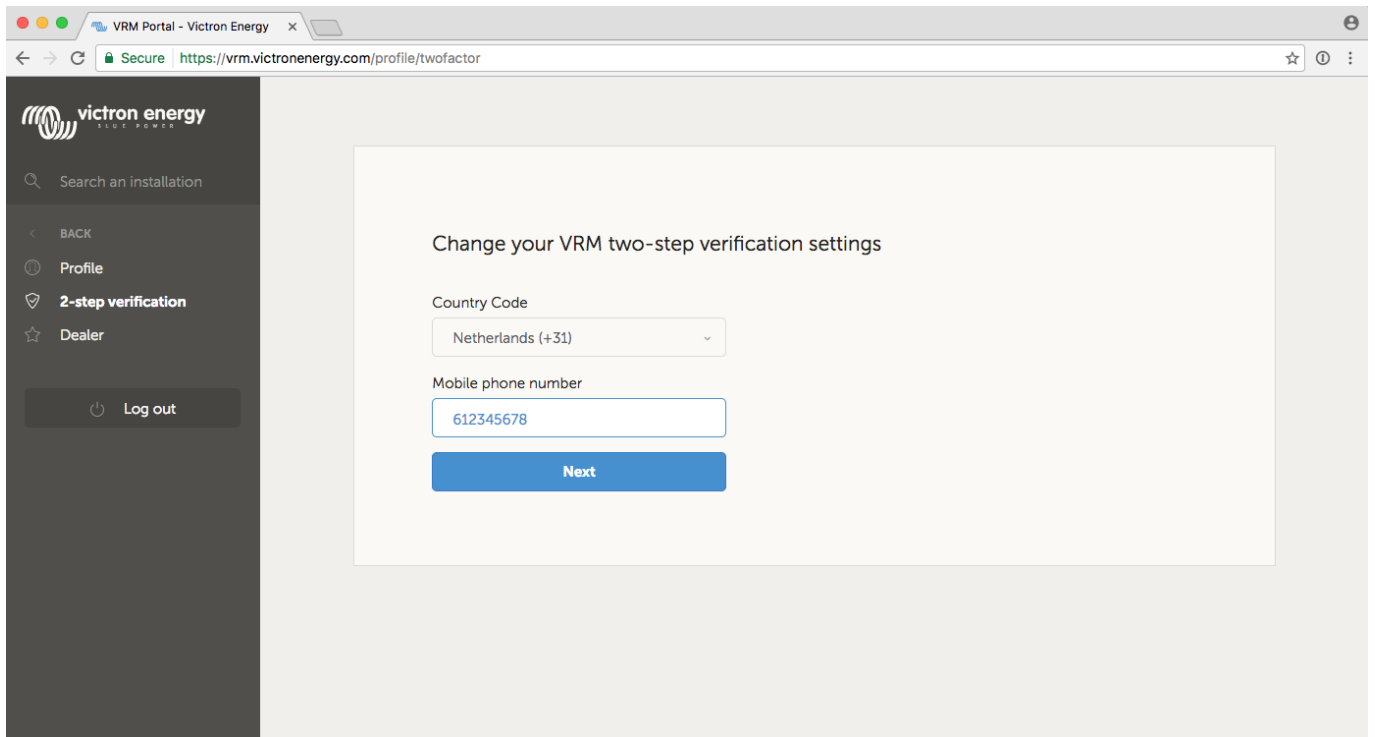 VRM Portal - Victron Energy
Secure https://vrm.victronenergy.com/profile/twofactor
victron energy
BLUE POWER
Search an installation
BACK
Profile
2-step verification
Dealer
Log out
Change your VRM two-step verification settings
Country Code
Netherlands (+31)
Mobile phone number
612345678
Next